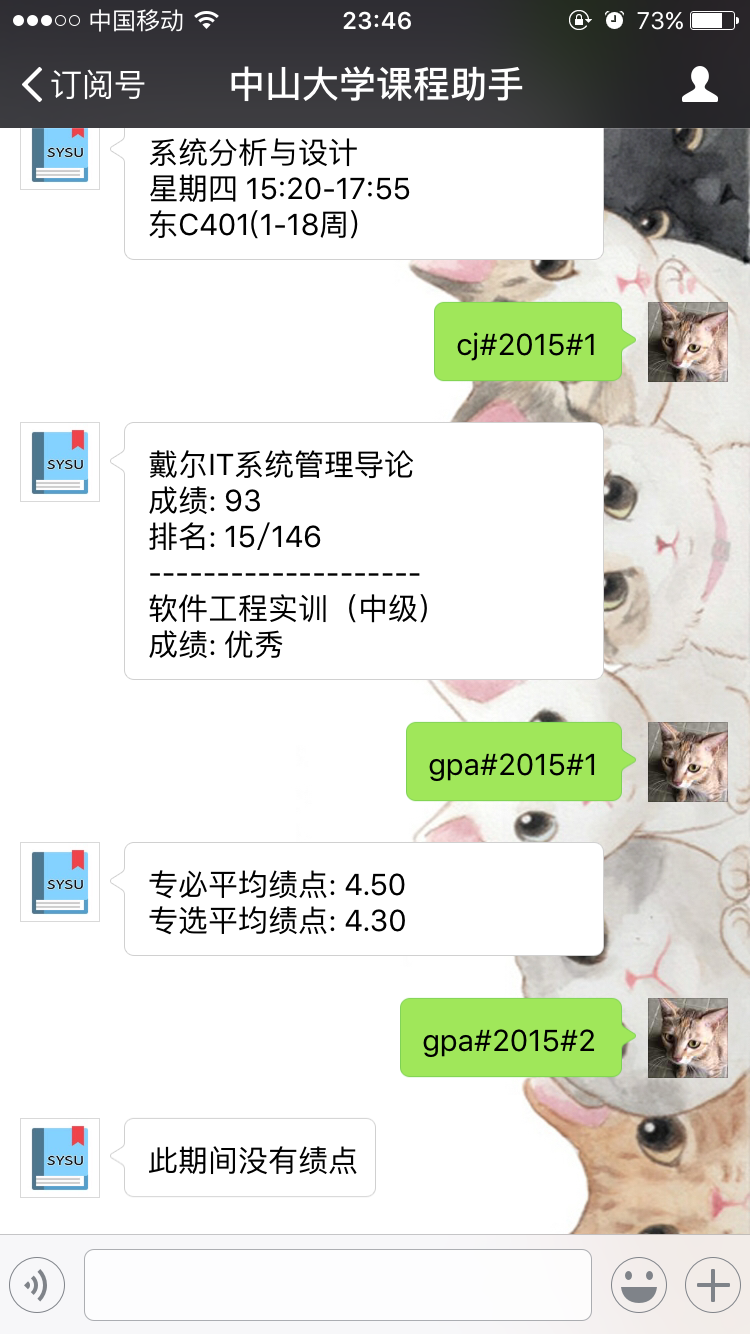 中国移动 23:46 73%
订阅号 中山大学课程助手
SYSU
系统分析与设计
星期四 15:20-17:55
东C401(1-18周)
cj#2015#1
SYSU
戴尔IT系统管理导论
成绩: 93
排名: 15/146
--------------------
软件工程实训（中级）
成绩: 优秀
gpa#2015#1
SYSU
专必平均绩点: 4.50
专选平均绩点: 4.30
gpa#2015#2
SYSU
此期间没有绩点